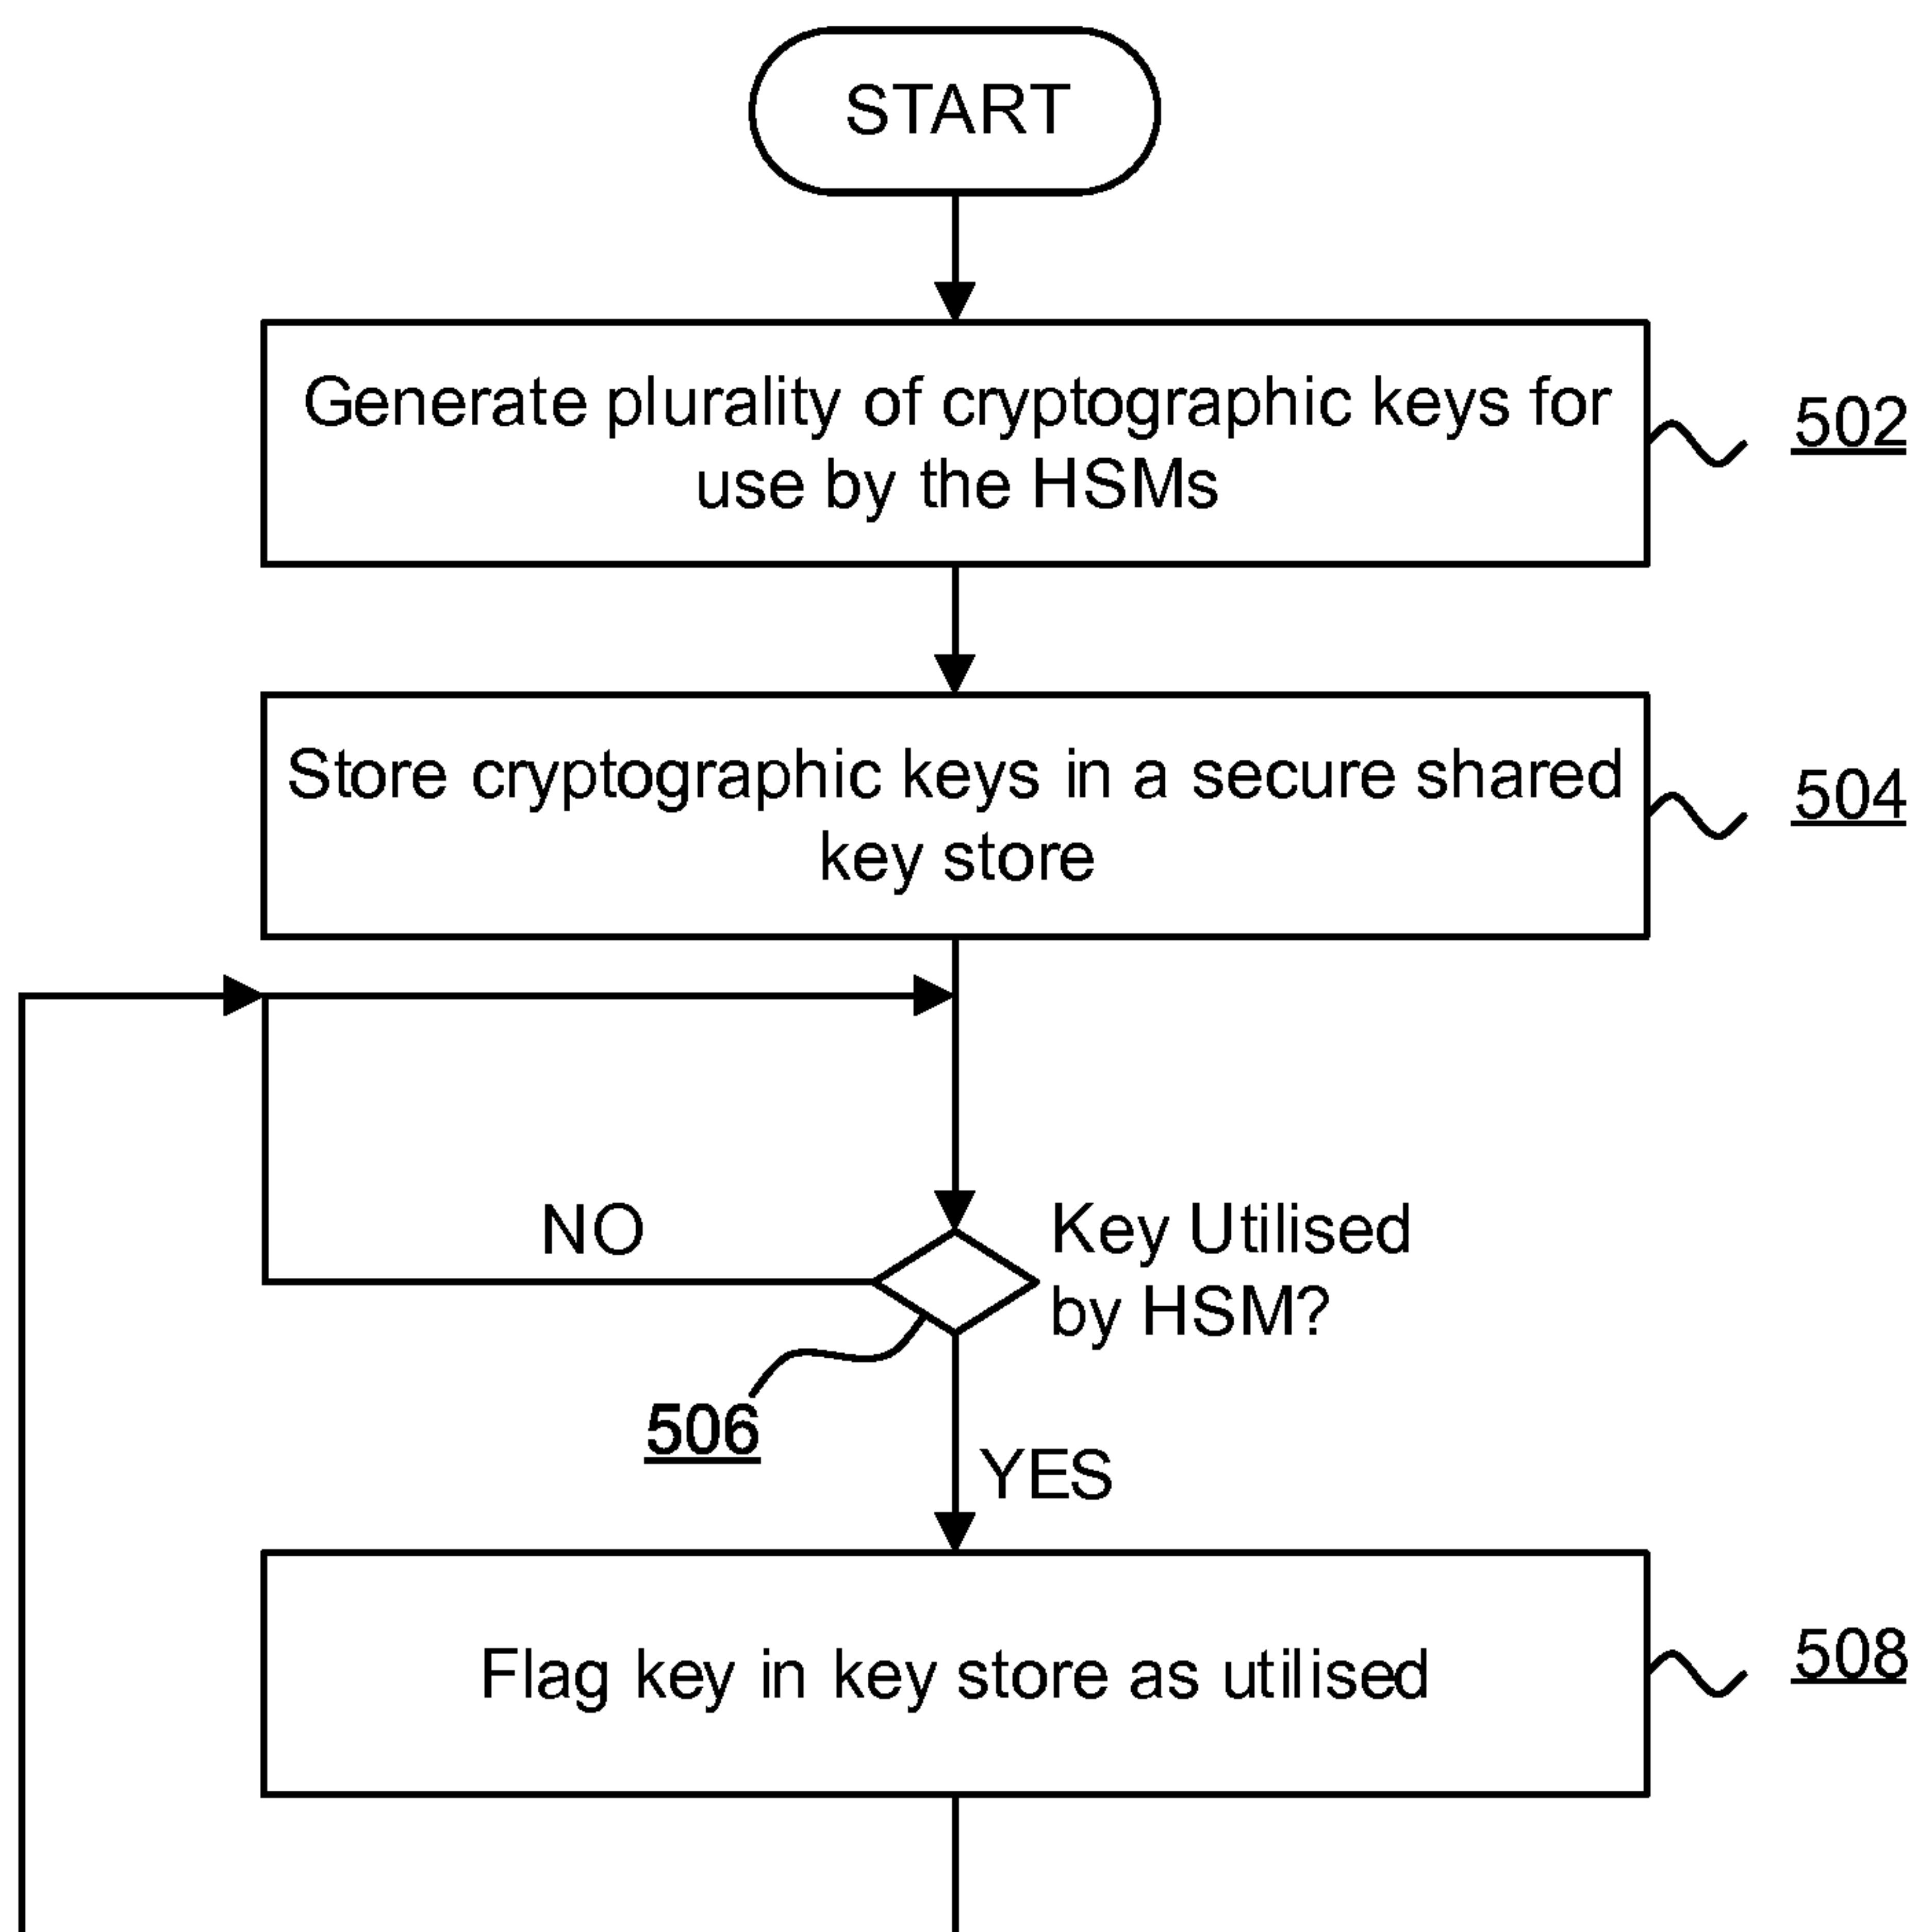 START
Generate plurality of cryptographic keys for
use by the HSMs
502
Store cryptographic keys in a secure shared
key store
504
NO
Key Utilised
by HSM?
506
YES
Flag key in key store as utilised
508